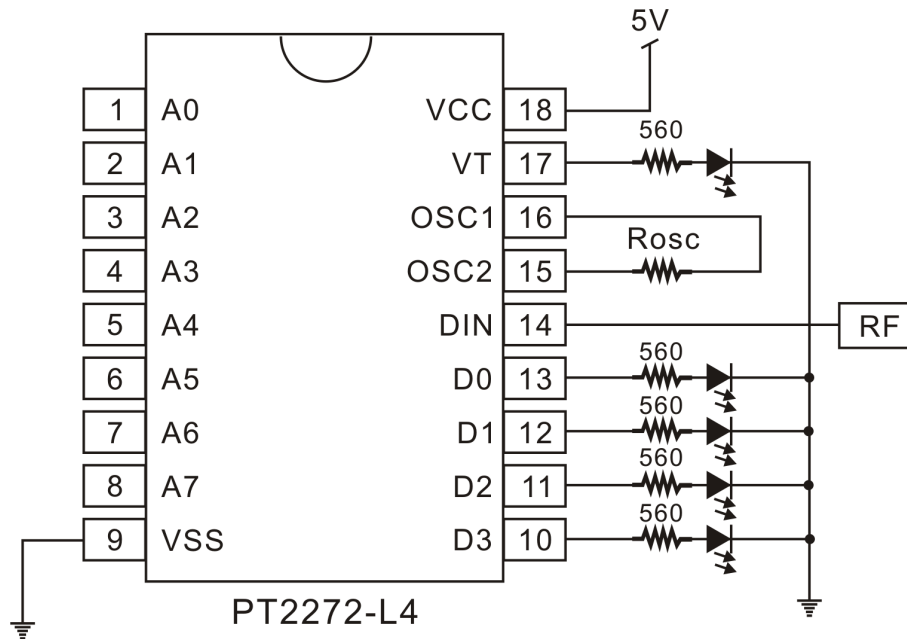 5V
1 A0 VCC 18
560
2 A1 VT 17
3 A2 OSC1 16
Rosc
4 A3 OSC2 15
5 A4 DIN 14
RF
560
6 A5 D0 13
560
7 A6 D1 12
560
8 A7 D2 11
560
9 VSS D3 10
PT2272-L4